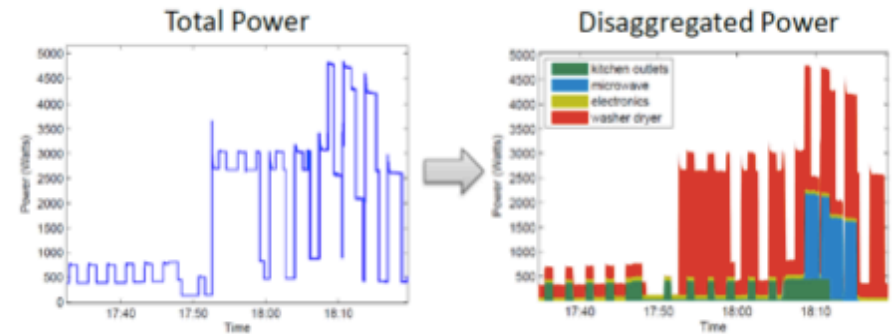 Total Power
Disaggregated Power
5000
4500
4000
3500
3000
2500
2000
1500
1000
500
0
Power (Watts)
17:40
17:50
18:00
18:10
Time
5000
4500
4000
3500
3000
2500
2000
1500
1000
500
Power (Watts)
kitchen outlets
microwave
electronics
washer dryer
17:40
17:50
18:00
18:10
Time